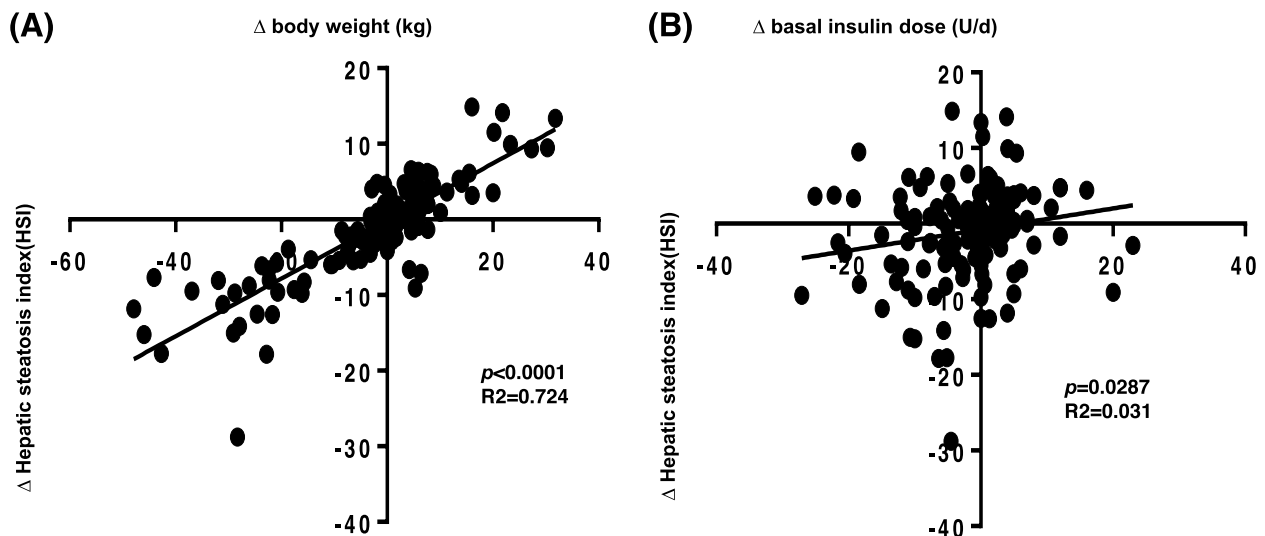 (A)
Δ body weight (kg)
20
10
-60
-40
0
20
40
-10
-20
-30
-40
Δ Hepatic steatosis index(HSI)
p<0.0001
R2=0.724
(B)
Δ basal insulin dose (U/d)
20
10
-40
-20
20
40
-10
-20
-30
-40
Δ Hepatic steatosis index(HSI)
p=0.0287
R2=0.031